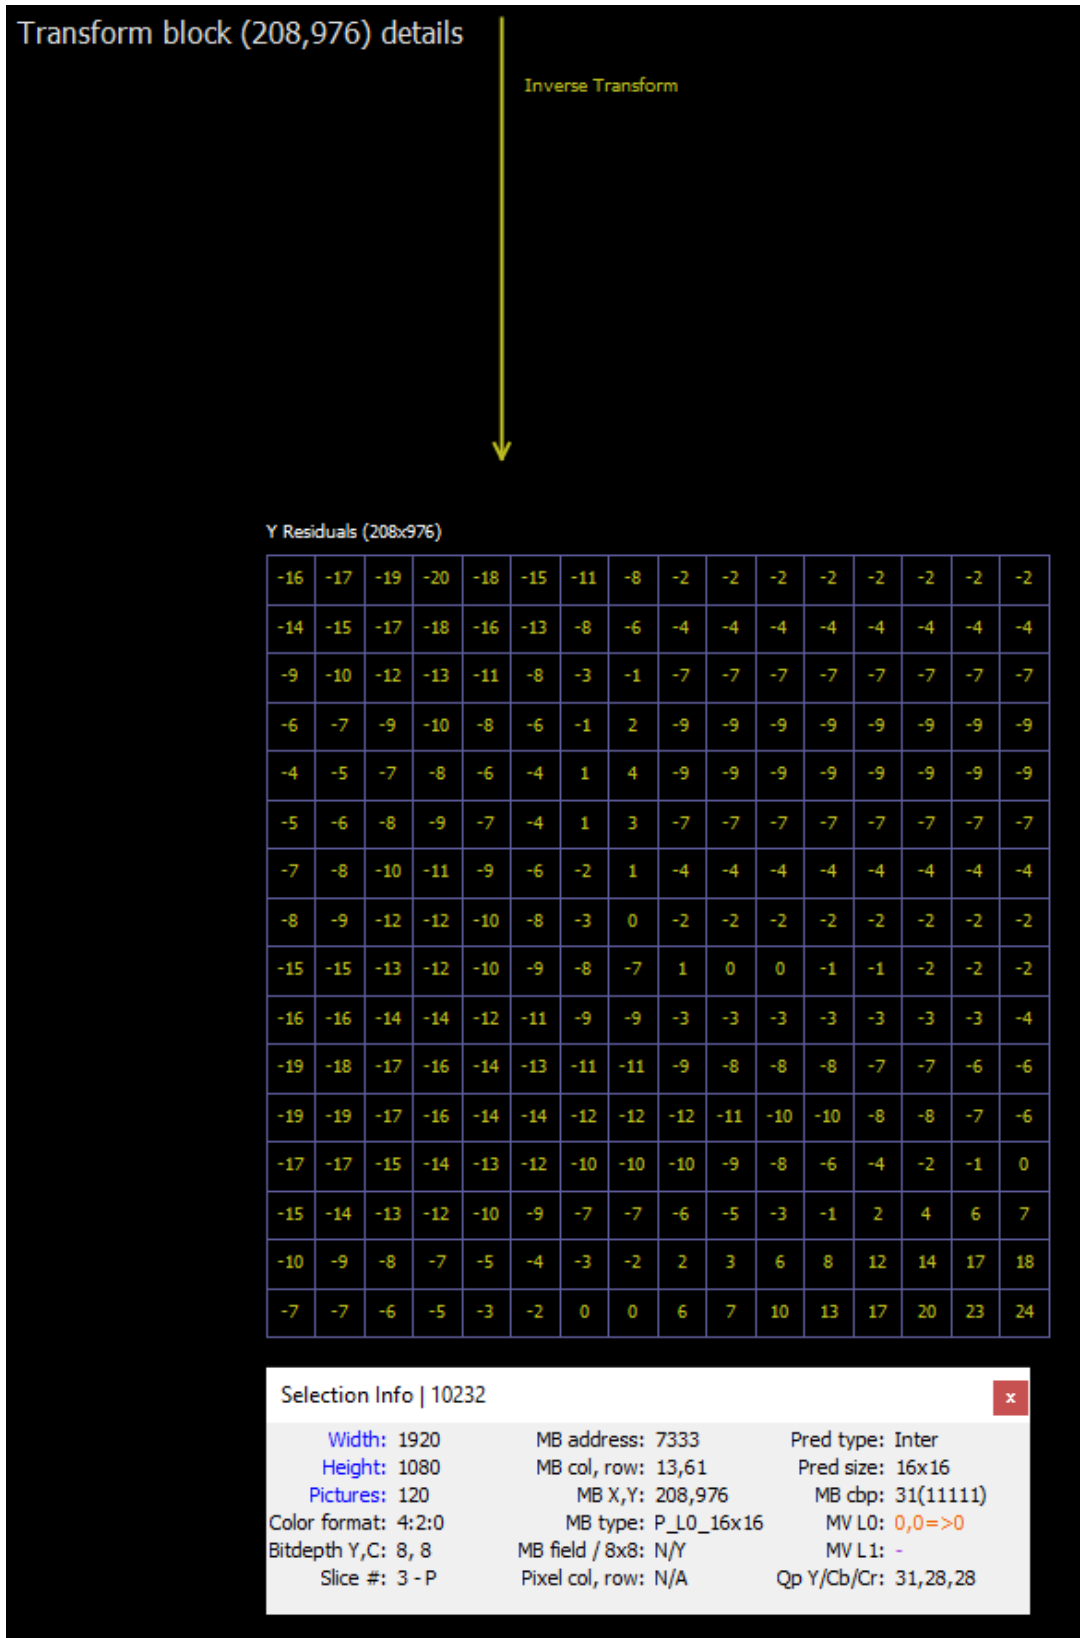 Transform block (208,976) details
Inverse Transform
Y Residuals (208x976)
-16 -17 -19 -20 -18 -15 -11 -8 -2 -2 -2 -2 -2 -2 -2 -2
-14 -15 -17 -18 -16 -13 -8 -6 -4 -4 -4 -4 -4 -4 -4 -4
-9 -10 -12 -13 -11 -8 -3 -1 -7 -7 -7 -7 -7 -7 -7 -7
-6 -7 -9 -10 -8 -6 -1 2 -9 -9 -9 -9 -9 -9 -9 -9
-4 -5 -7 -8 -6 -4 1 4 -9 -9 -9 -9 -9 -9 -9 -9
-5 -6 -8 -9 -7 -4 1 3 -7 -7 -7 -7 -7 -7 -7 -7
-7 -8 -10 -11 -9 -6 -2 1 -4 -4 -4 -4 -4 -4 -4 -4
-8 -9 -12 -12 -10 -8 -3 0 -2 -2 -2 -2 -2 -2 -2 -2
-15 -15 -13 -12 -10 -9 -8 -7 1 0 0 -1 -1 -2 -2 -2
-16 -16 -14 -14 -12 -11 -9 -9 -3 -3 -3 -3 -3 -3 -3 -4
-19 -18 -17 -16 -14 -13 -11 -11 -9 -8 -8 -8 -7 -7 -6 -6
-19 -19 -17 -16 -14 -14 -12 -12 -12 -11 -10 -10 -8 -8 -7 -6
-17 -17 -15 -14 -13 -12 -10 -10 -10 -9 -8 -6 -4 -2 -1 0
-15 -14 -13 -12 -10 -9 -7 -7 -6 -5 -3 -1 2 4 6 7
-10 -9 -8 -7 -5 -4 -3 -2 2 3 6 8 12 14 17 18
-7 -7 -6 -5 -3 -2 0 0 6 7 10 13 17 20 23 24
Selection Info | 10232 x
Width: 1920 MB address: 7333 Pred type: Inter
Height: 1080 MB col, row: 13,61 Pred size: 16x16
Pictures: 120 MB X,Y: 208,976 MB cbp: 31(11111)
Color format: 4:2:0 MB type: P_L0_16x16 MV L0: 0,0=>0
Bitdepth Y,C: 8, 8 MB field / 8x8: N/Y MV L1: -
Slice #: 3 - P Pixel col, row: N/A Qp Y/Cb/Cr: 31,28,28